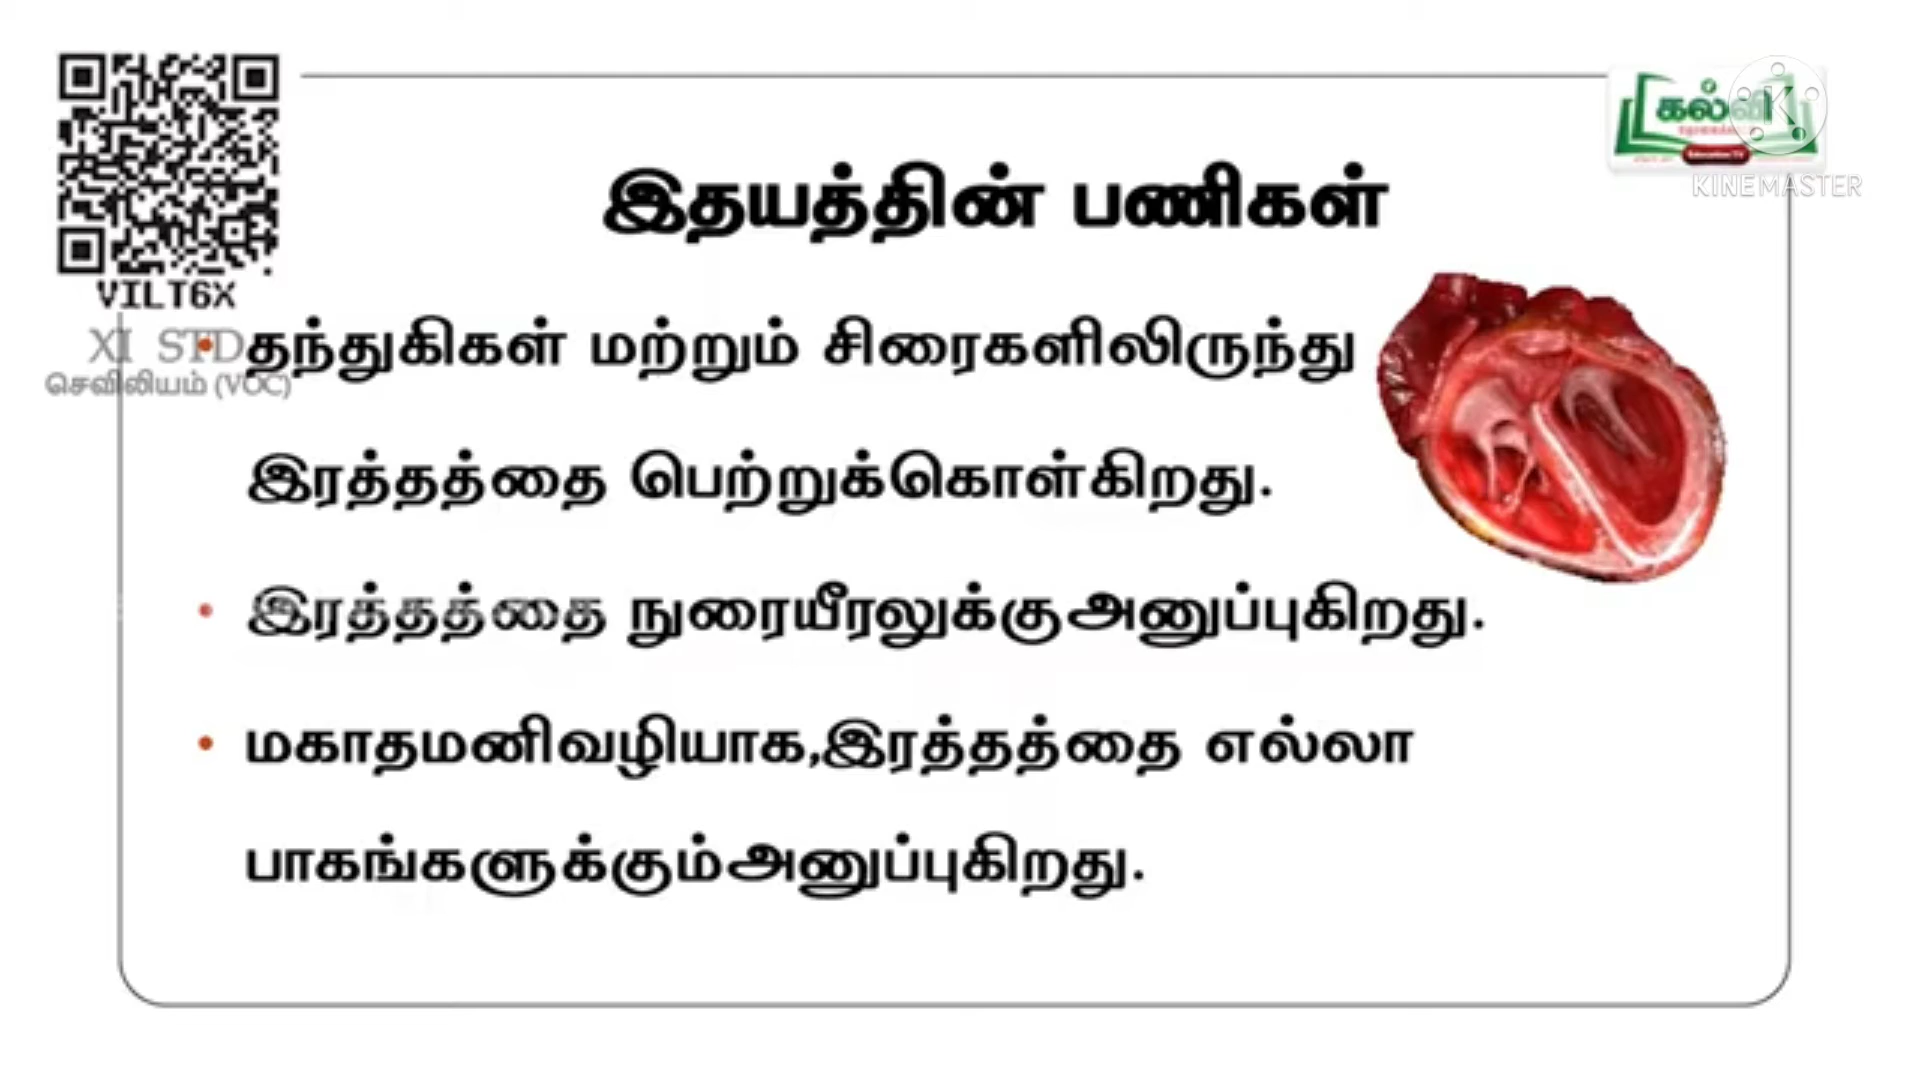 கல்வி
KINEMASTER
இதயத்தின் பணிகள்
VILT6X
XI STD
செவிலியம் (VOC)
• தந்துகிகள் மற்றும் சிரைகளிலிருந்து
இரத்தத்தை பெற்றுக்கொள்கிறது.
• இரத்தத்தை நுரையீரலுக்குஅனுப்புகிறது.
• மகாதமனிவழியாக,இரத்தத்தை எல்லா
பாகங்களுக்கும்அனுப்புகிறது.